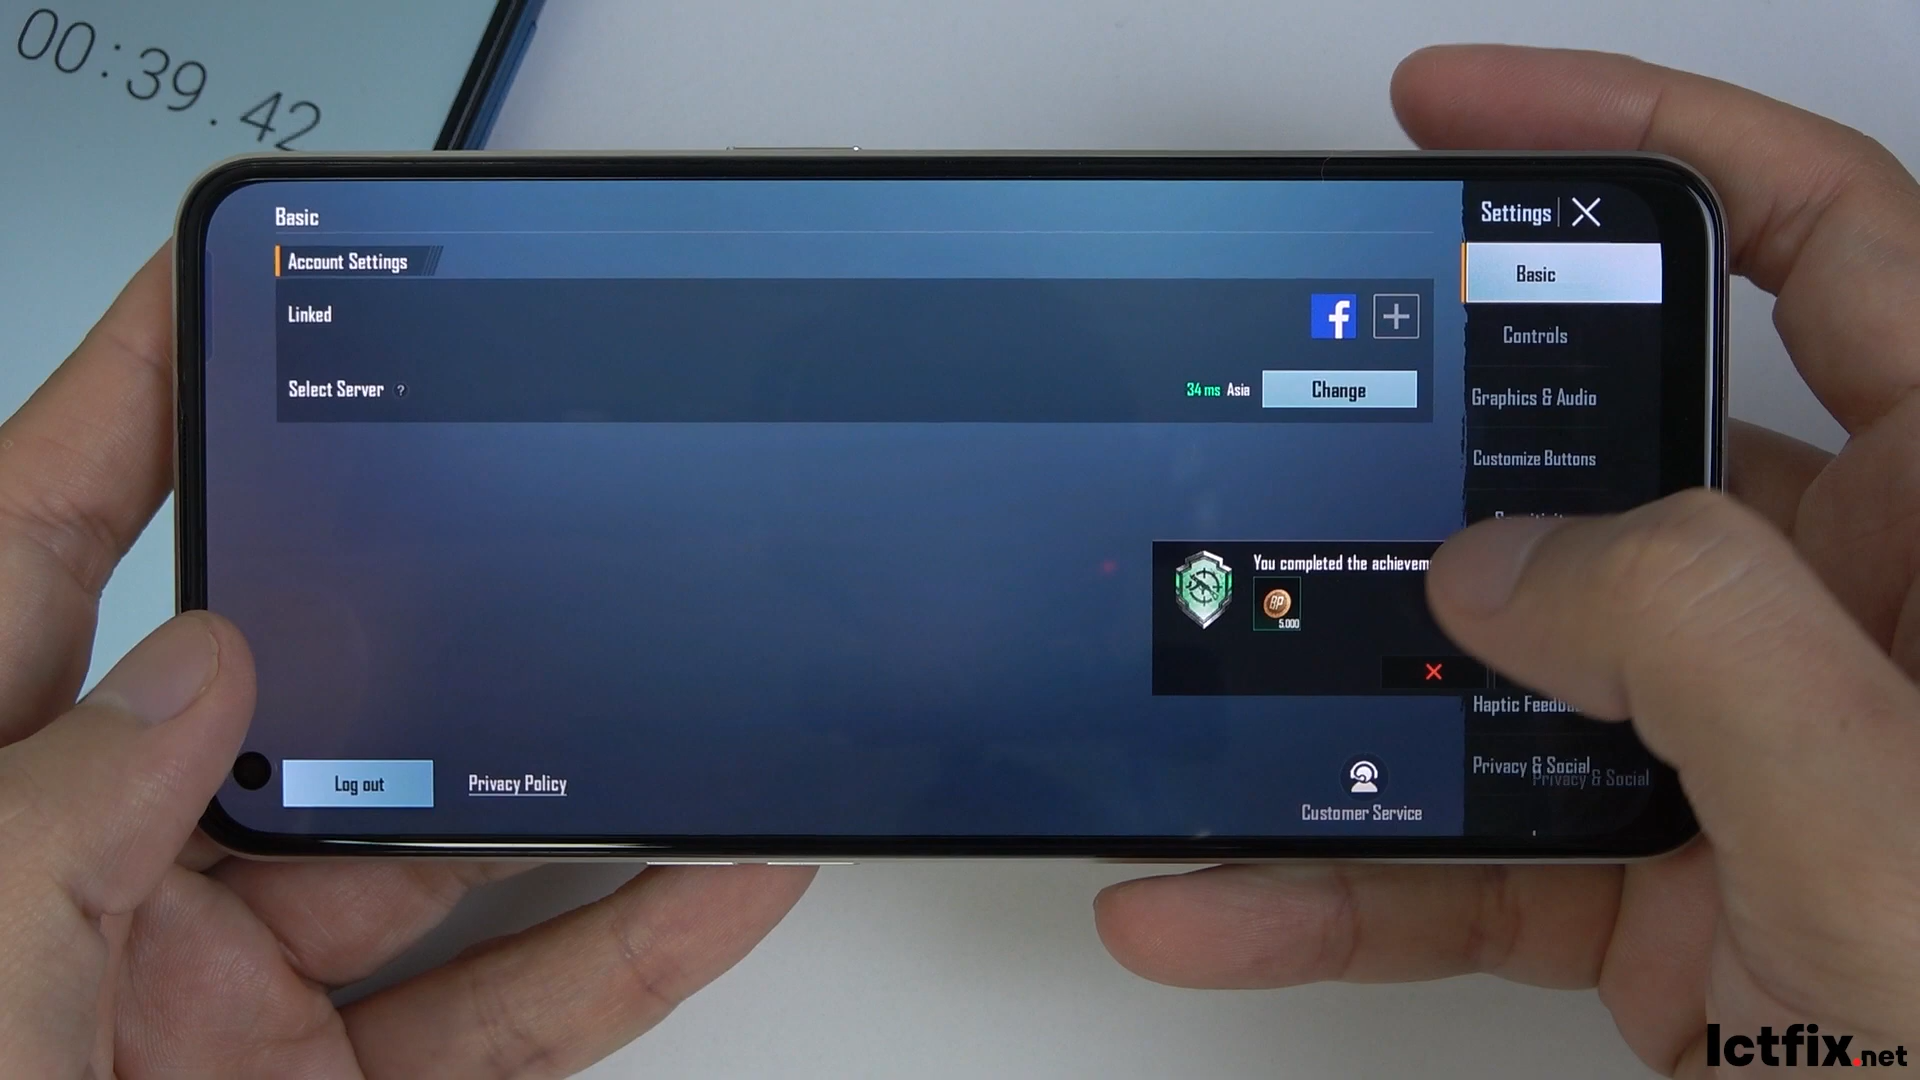 00:39.42
Basic
Account Settings
Linked
Select Server ?
34 ms Asia
Change
You completed the achievem
BP
5,000
Log out
Privacy Policy
Customer Service
Settings
Basic
Controls
Graphics & Audio
Customize Buttons
Haptic
Privacy & Social
Privacy & Social
Ictfix.net